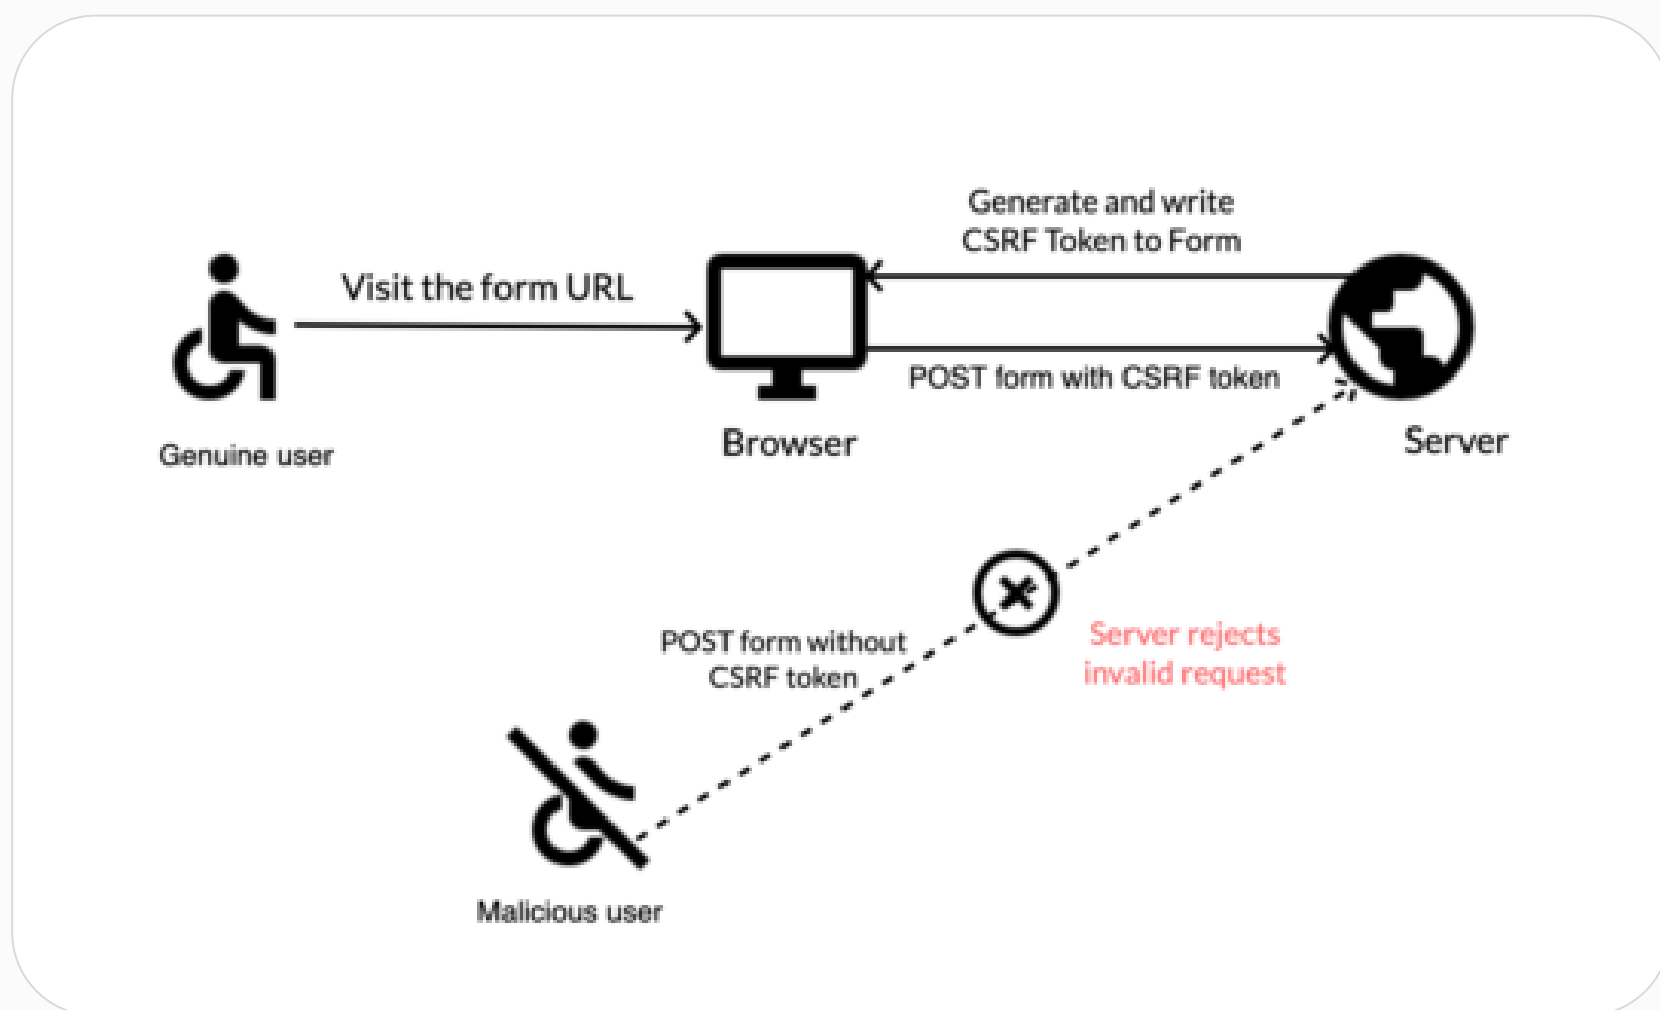 Generate and write
CSRF Token to Form
Visit the form URL
POST form with CSRF token
Browser
Server
Genuine user
POST form without
CSRF token
Server rejects
invalid request
Malicious user